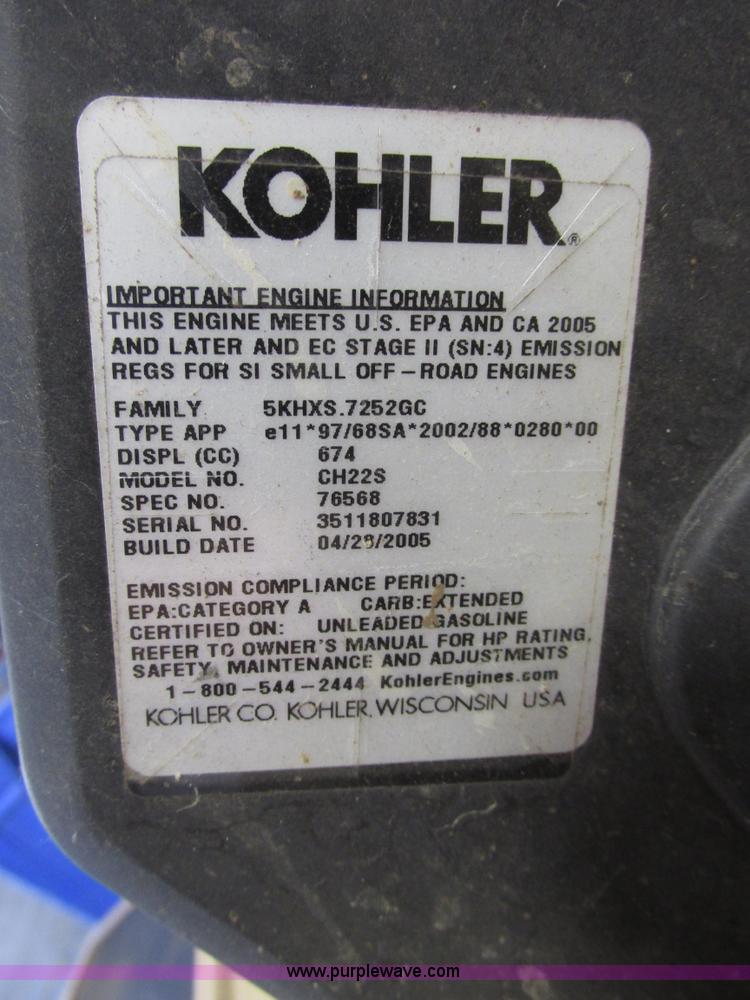 KOHLER®
IMPORTANT ENGINE INFORMATION
THIS ENGINE MEETS U.S. EPA AND CA 2005
AND LATER AND EC STAGE II (SN:4) EMISSION
REGS FOR SI SMALL OFF-ROAD ENGINES
FAMILY 5KHXS.7252GC
TYPE APP e11*97/68SA*2002/88*0280*00
DISPL (CC) 674
MODEL NO. CH22S
SPEC NO. 76568
SERIAL NO. 3511807831
BUILD DATE
EMISSION COMPLIANCE PERIOD:
EPA:CATEGORY A CARB:EXTENDED
CERTIFIED ON: UNLEADED GASOLINE
REFER TO OWNER'S MANUAL FOR HP RATING,
SAFETY, MAINTENANCE AND ADJUSTMENTS
1-800-544-2444 KohlerEngines.com
KOHLER CO. KOHLER, WISCONSIN USA
www.purplewave.com